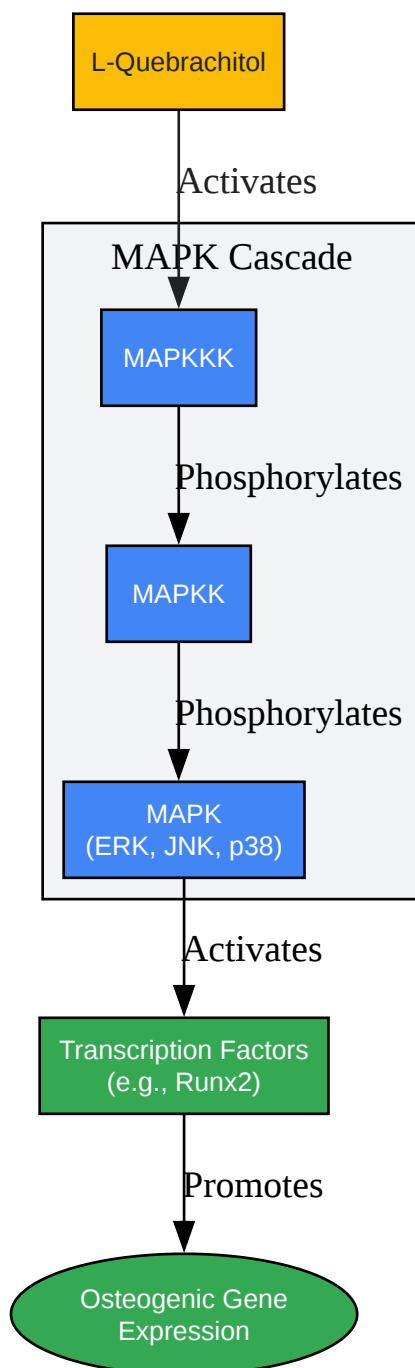 L-Quebrachitol
Activates
MAPK Cascade
MAPKKK
Phosphorylates
MAPKK
Phosphorylates
MAPK
(ERK, JNK, p38)
Activates
Transcription Factors
(e.g., Runx2)
Promotes
Osteogenic Gene
Expression